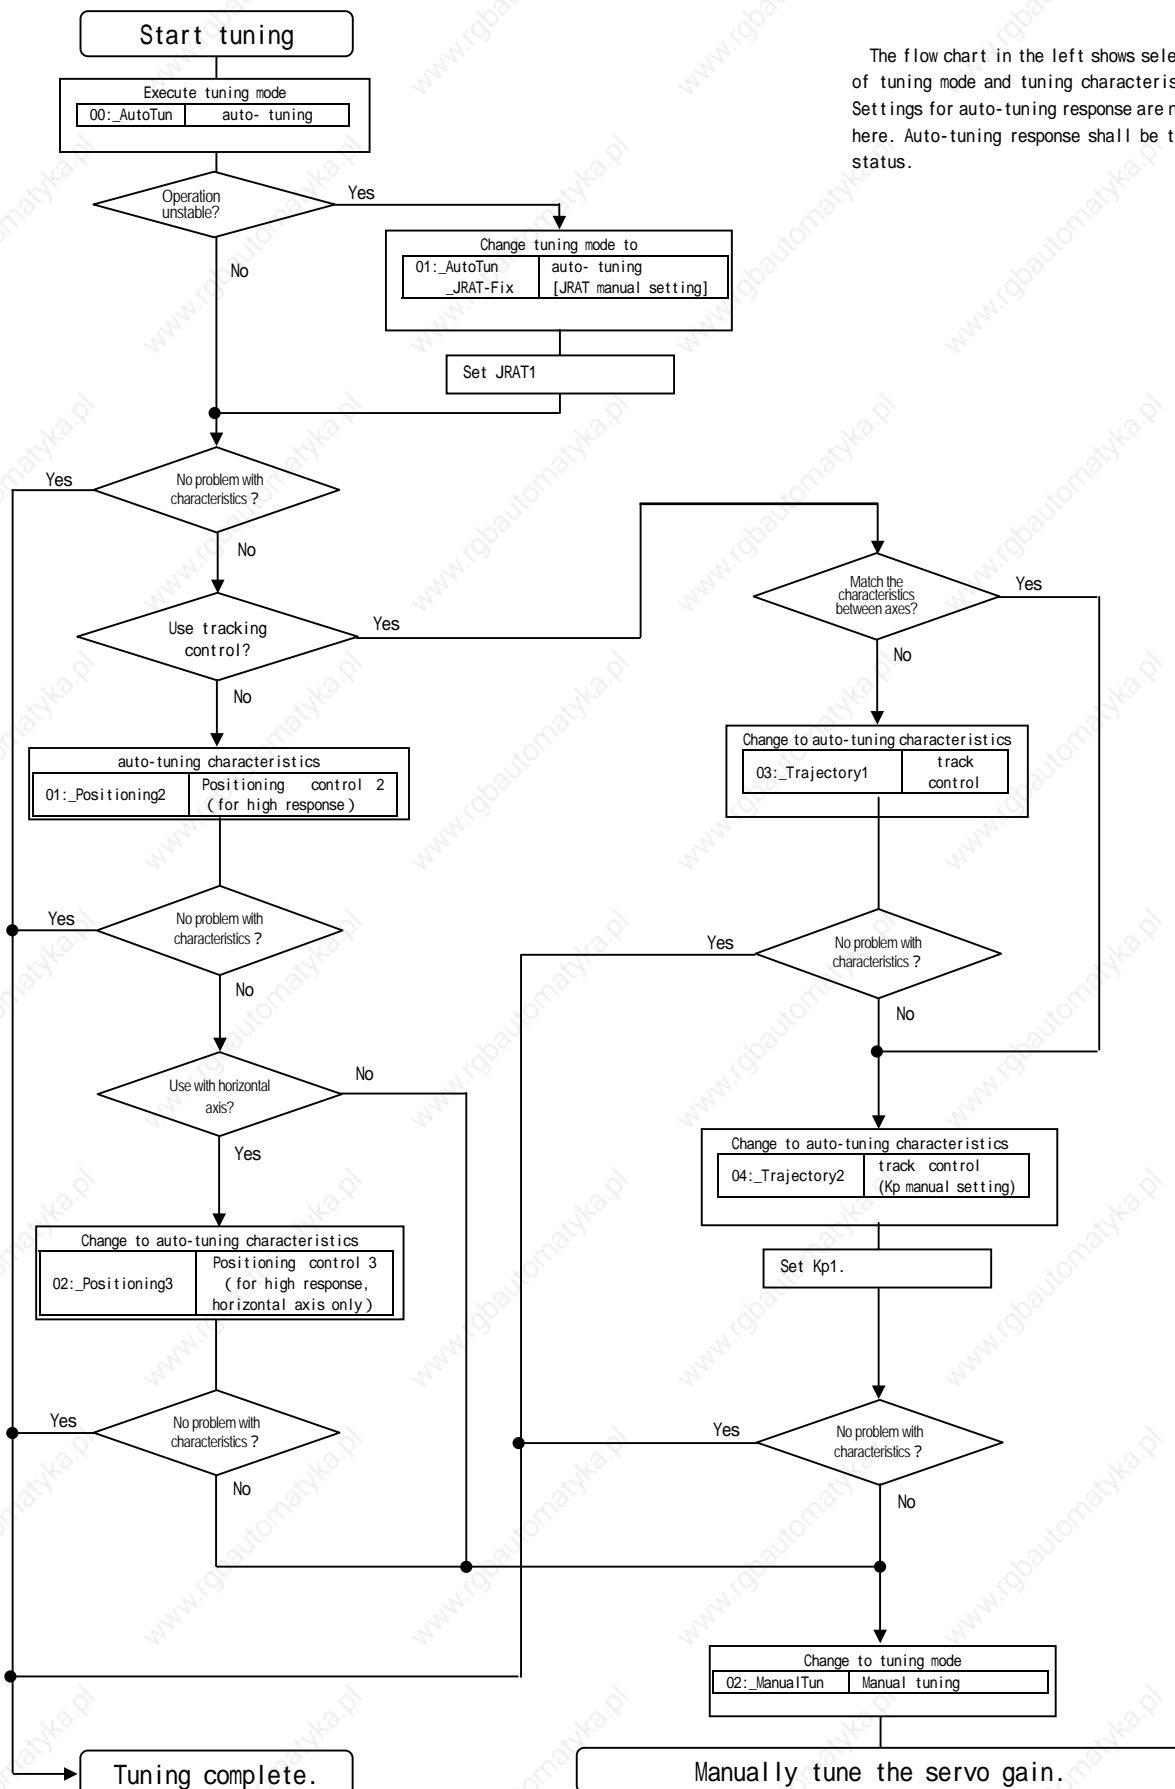 Start tuning
The flow chart in the left shows sele
of tuning mode and tuning characteris
Settings for auto-tuning response are n
here. Auto-tuning response shall be t
status.
Execute tuning mode
00:_AutoTun auto- tuning
Operation
unstable?
Yes
No
Change tuning mode to
01:_AutoTun auto- tuning
_JRAT-Fix [JRAT manual setting]
Set JRAT1
Yes
No problem with
characteristics ?
No
Use tracking
control?
Yes
No
Match the
characteristics
between axes?
Yes
No
auto-tuning characteristics
01:_Positioning2 Positioning control 2
(for high response)
Change to auto-tuning characteristics
03:_Trajectory1 track
control
Yes
No problem with
characteristics ?
No
Yes
No problem with
characteristics ?
No
Use with horizontal
axis?
No
Yes
Change to auto-tuning characteristics
04:_Trajectory2 track control
(Kp manual setting)
Set Kp1.
Change to auto-tuning characteristics
02:_Positioning3 Positioning control 3
(for high response,
horizontal axis only)
Yes
No problem with
characteristics ?
No
Yes
No problem with
characteristics ?
No
Change to tuning mode
02:_ManualTun Manual tuning
Tuning complete.
Manually tune the servo gain.
www.rgbautomatyka.pl